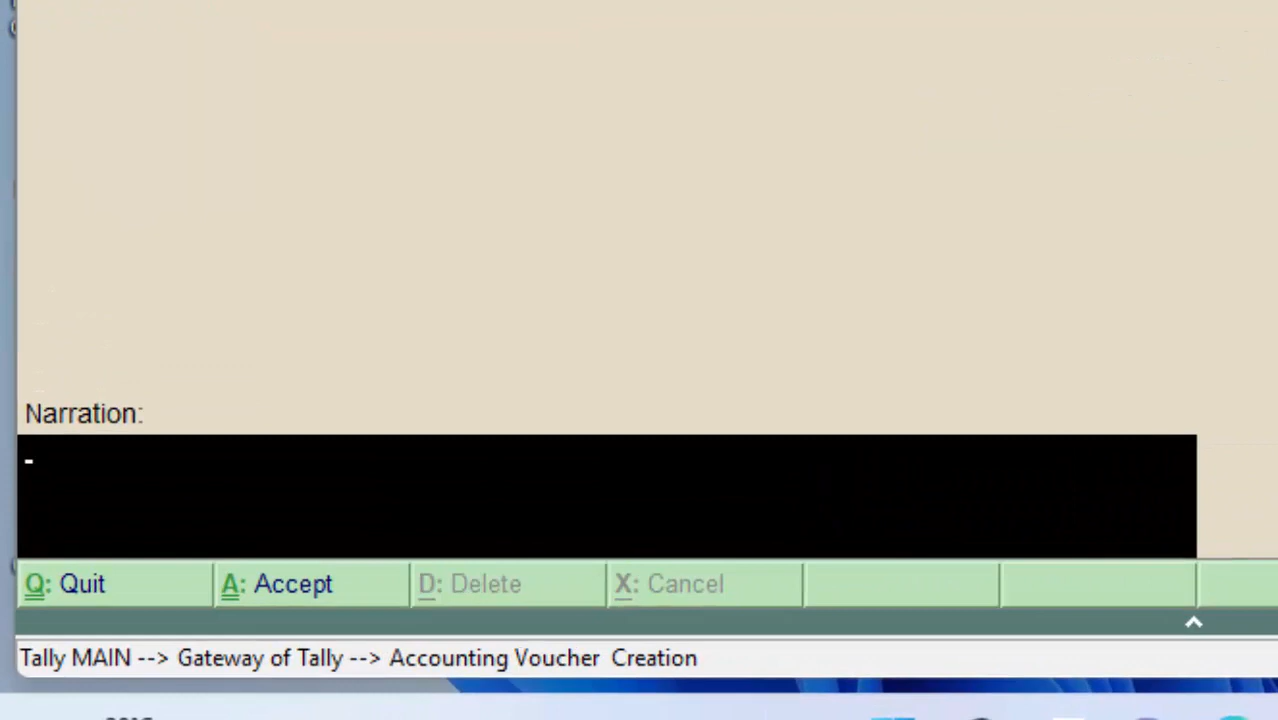 Narration:
Q: Quit A: Accept D: Delete X: Cancel
Tally MAIN --> Gateway of Tally --> Accounting Voucher Creation